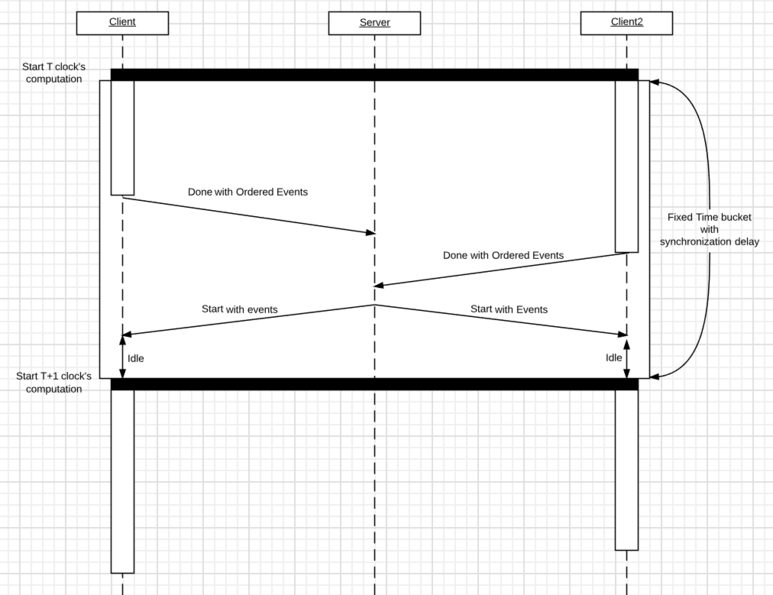 Client
Server
Client2
Start T clock's
computation
Done with Ordered Events
Fixed Time bucket
with
synchronization delay
Done with Ordered Events
Start with events
Start with Events
Idle
Idle
Start T+1 clock's
computation